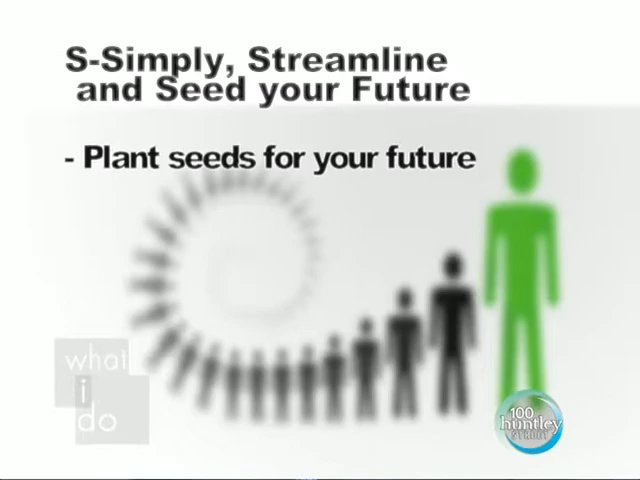 S-Simply, Streamline
and Seed your Future
- Plant seeds for your future
what
i
do
100
huntley
STREET